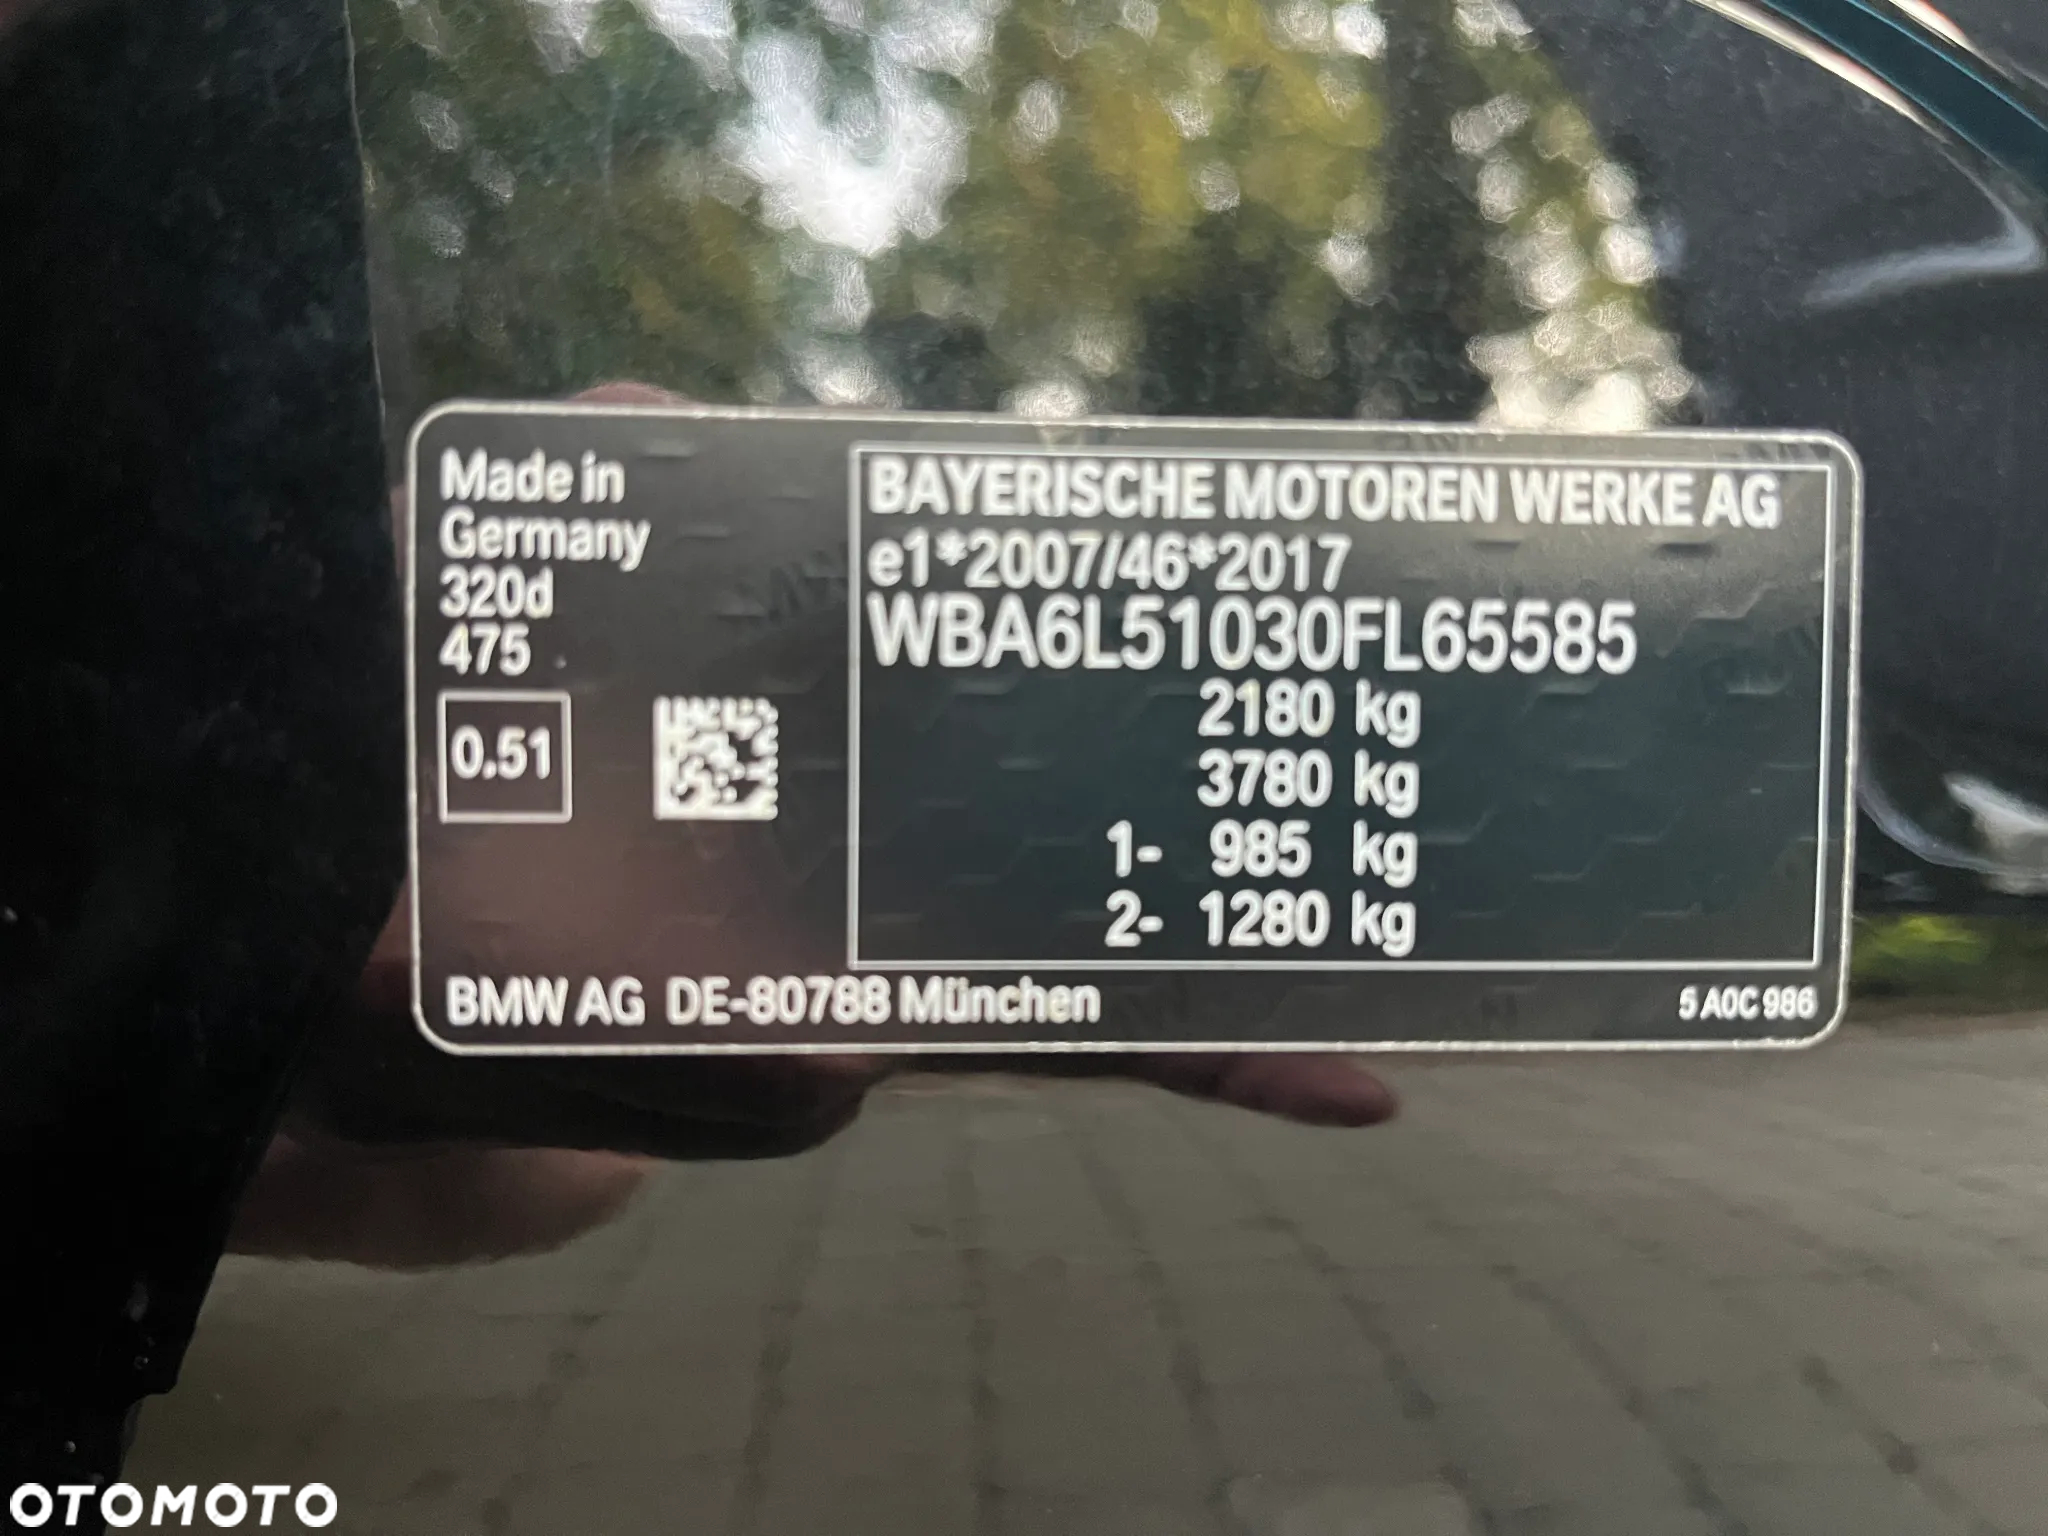 Made in
Germany
320d
475
0.51
BAYERISCHE MOTOREN WERKE AG
e1*2007/46*2017
WBA6L51030FL65585
2180 kg
3780 kg
1- 985 kg
2- 1280 kg
BMW AG DE-80788 München
5 A0C 986
OTOMOTO